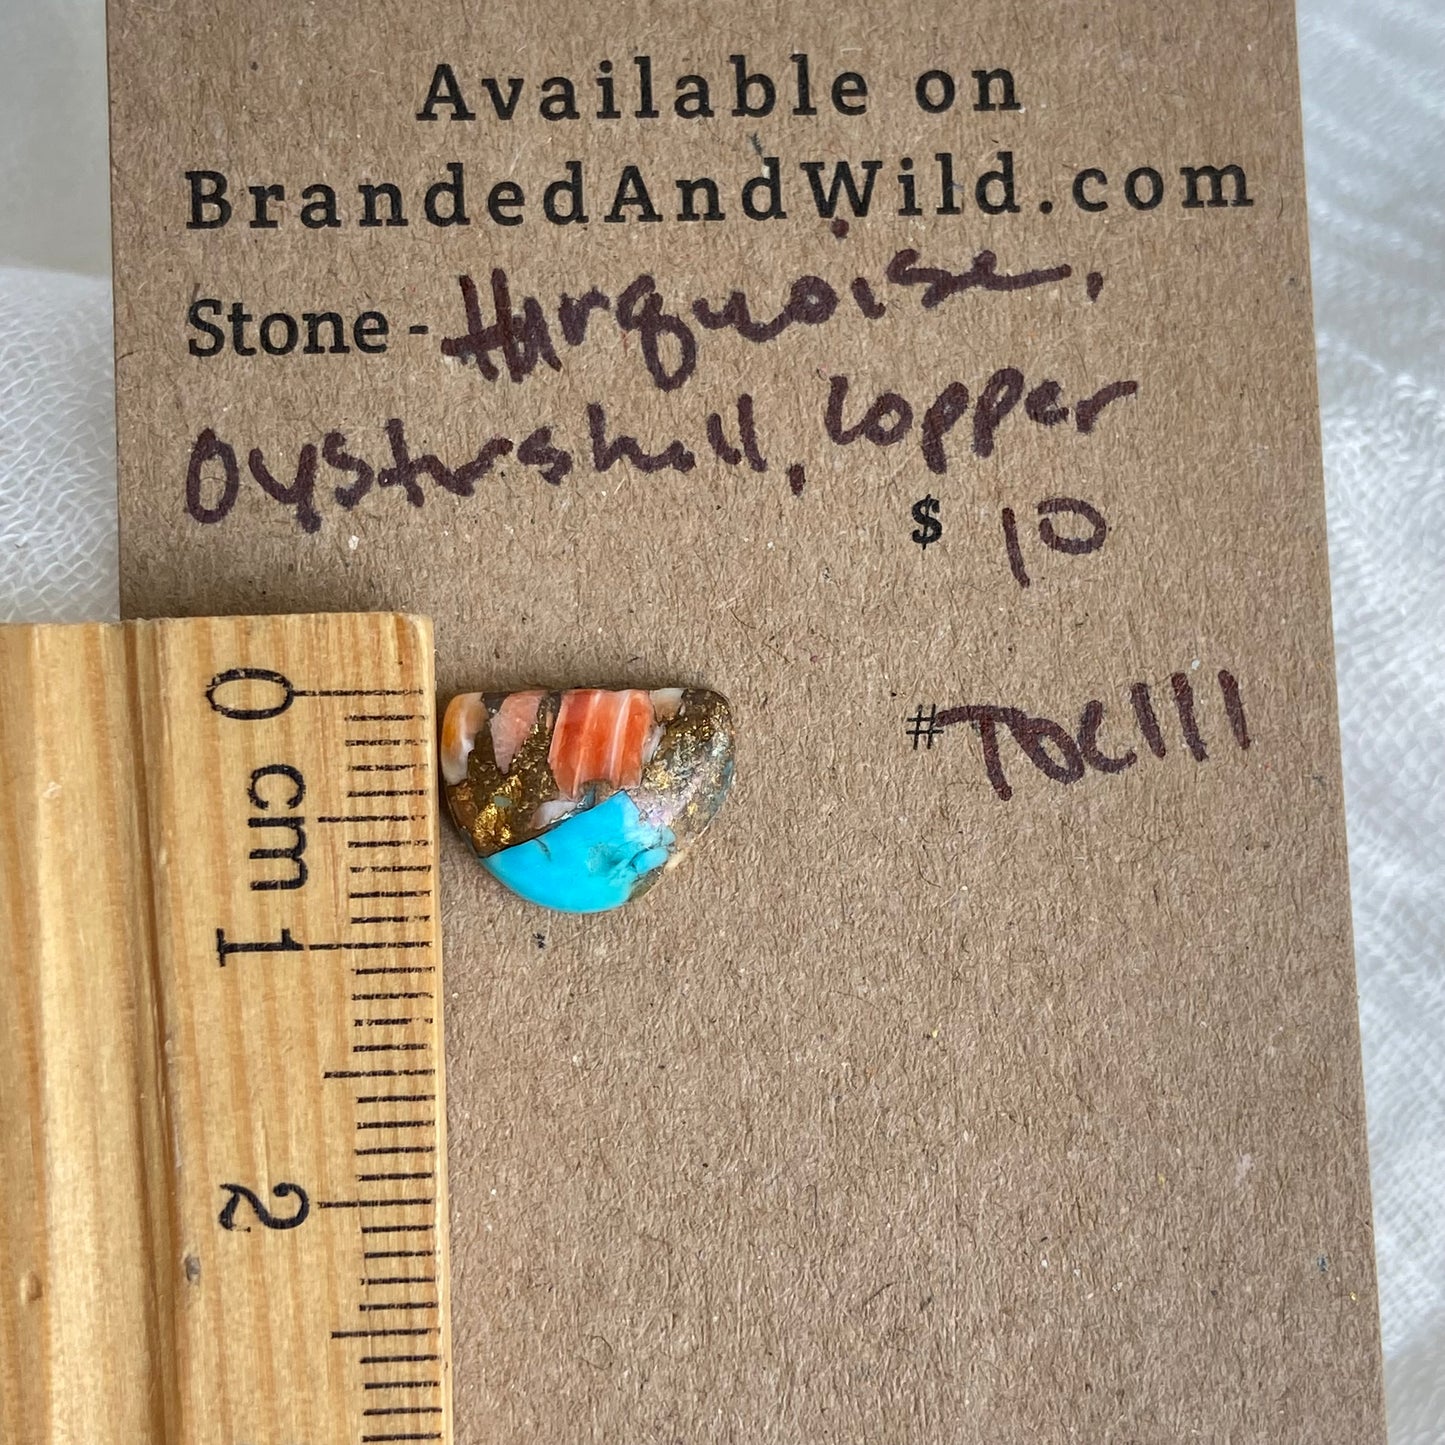 Available on
BrandedAndWild.com
Stone - turquoise,
Oystershell, copper
$ 10
# TOC111
0
cm
1
2